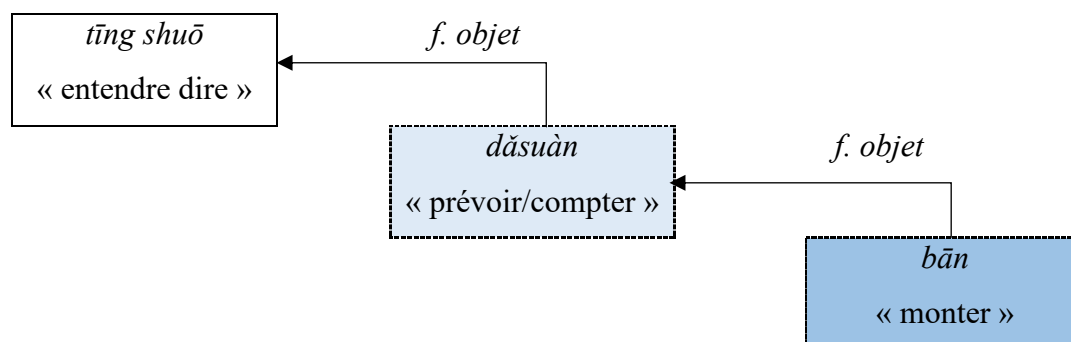 tīng shuō
« entendre dire »
f. objet
dǎsuàn
« prévoir/compter »
f. objet
bān
« monter »